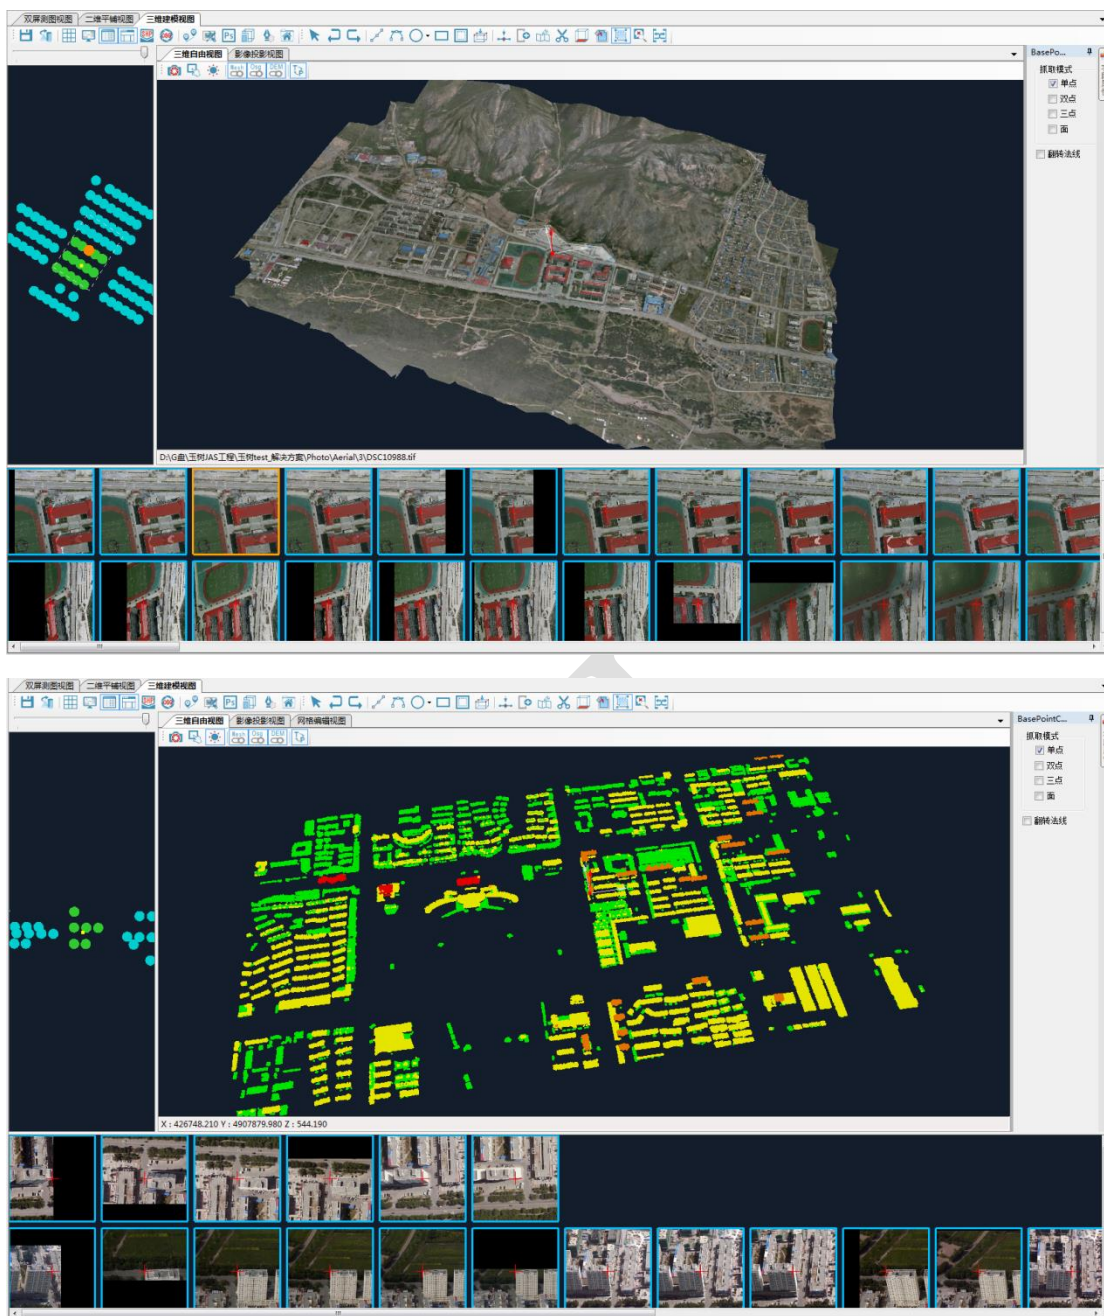 双屏测图视图 二维平铺视图 三维建模视图
三维自由视图 影像投影视图
BasePo...
抓取模式
单点
双点
三点
面
翻转法线
Mesh Osg DEM
D:\G盘\玉树JAS工程\玉树test_解决方案\Photo\Aerial\3\DSC10988.tif
双屏测图视图 二维平铺视图 三维建模视图
三维自由视图 影像投影视图 网格编辑视图
BasePointC...
抓取模式
单点
双点
三点
面
翻转法线
Mesh Osg DEM
X : 426748.210 Y : 4907879.980 Z : 544.190